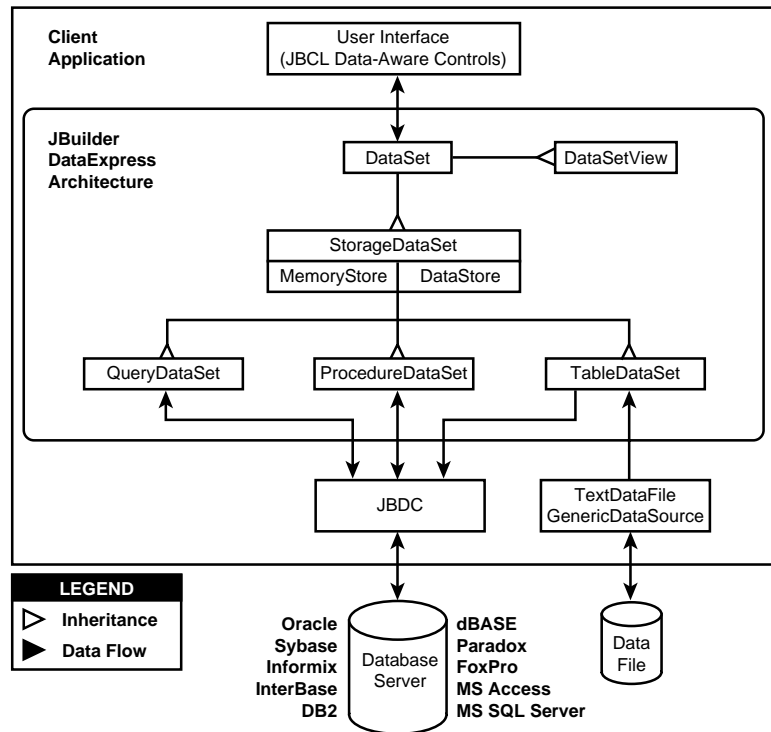 Client
Application
User Interface
(JBCL Data-Aware Controls)
JBuilder
DataExpress
Architecture
DataSet
DataSetView
StorageDataSet
MemoryStore
DataStore
QueryDataSet
ProcedureDataSet
TableDataSet
JBDC
TextDataFile
GenericDataSource
LEGEND
Inheritance
Data Flow
Oracle
Sybase
Informix
InterBase
DB2
Database
Server
dBASE
Paradox
FoxPro
MS Access
MS SQL Server
Data
File